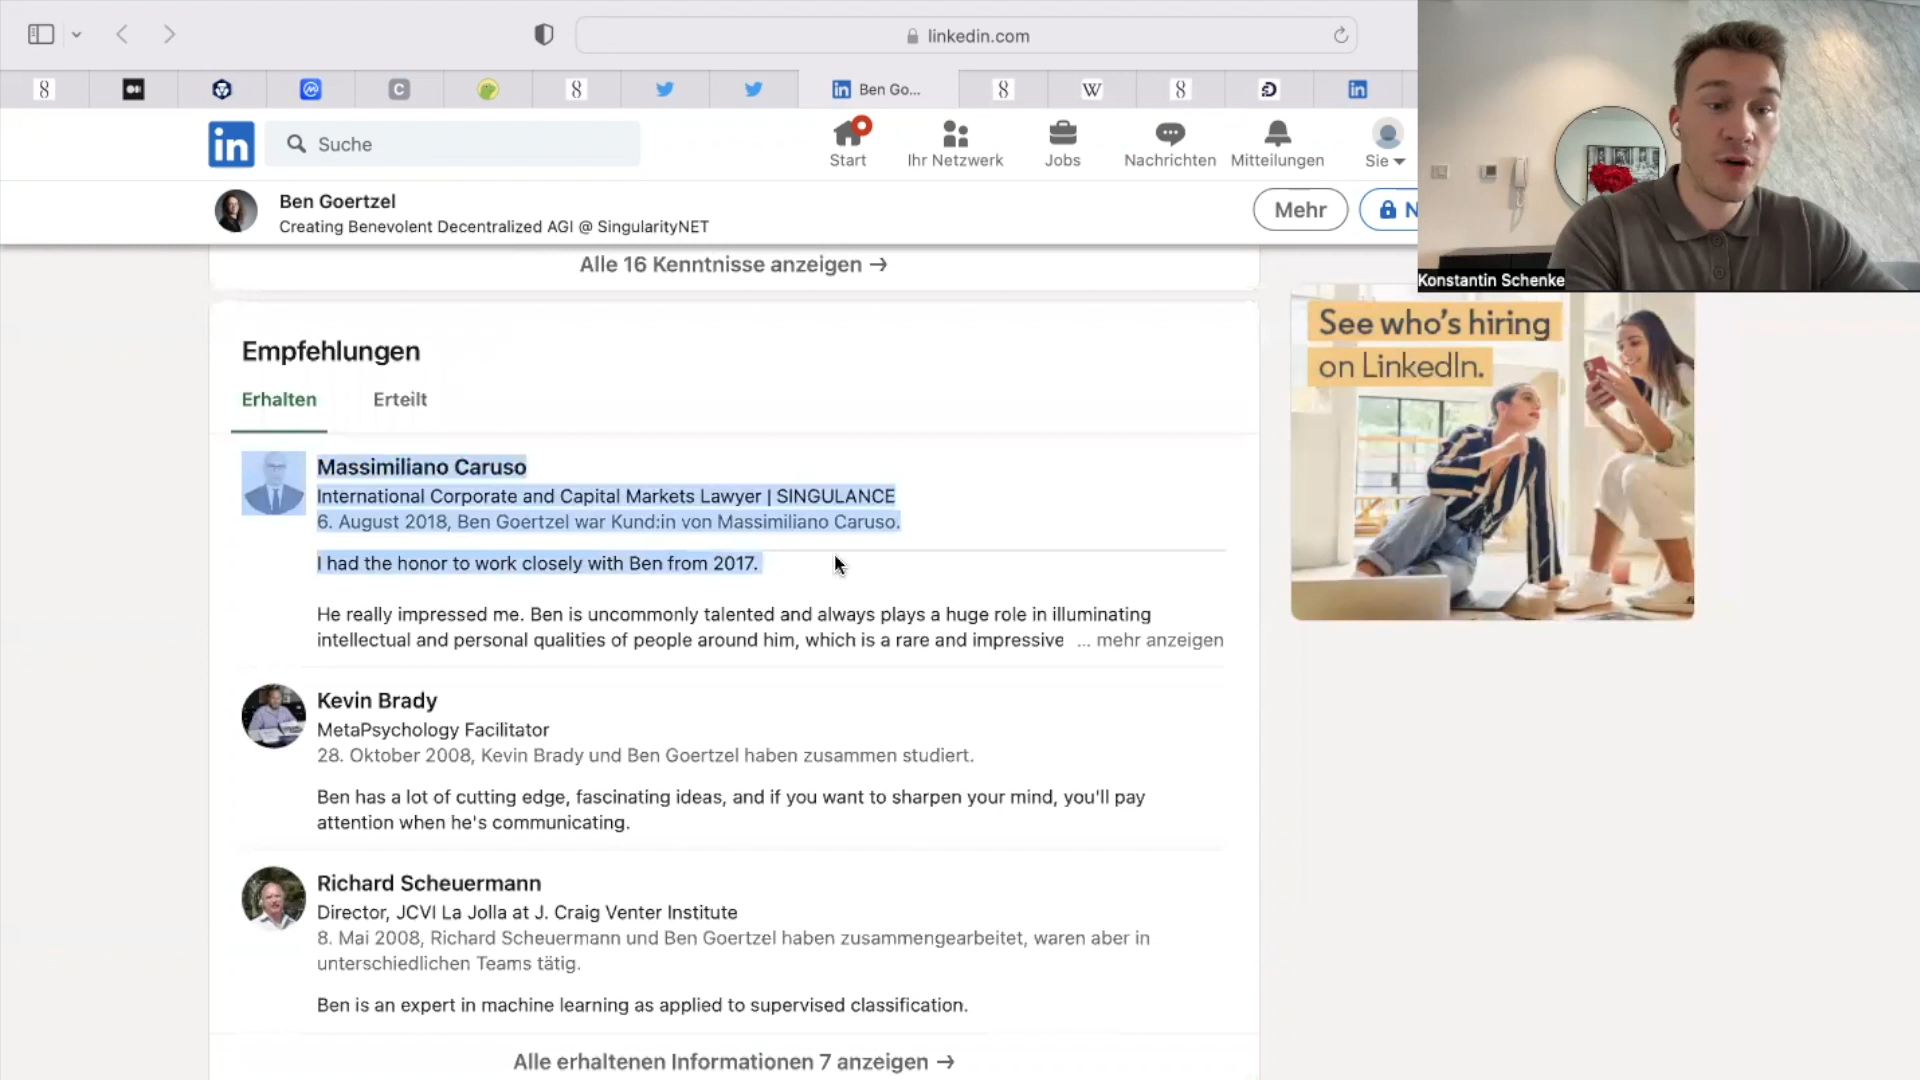 linkedin.com
Ben Go...
in
Suche
Start
Ihr Netzwerk
Jobs
Nachrichten
Mitteilungen
Sie
Ben Goertzel
Creating Benevolent Decentralized AGI @ SingularityNET
Mehr
N
Konstantin Schenke
Alle 16 Kenntnisse anzeigen →
See who's hiring
on LinkedIn.
Empfehlungen
Erhalten
Erteilt
Massimiliano Caruso
International Corporate and Capital Markets Lawyer | SINGULANCE
6. August 2018, Ben Goertzel war Kund:in von Massimiliano Caruso.
I had the honor to work closely with Ben from 2017.
He really impressed me. Ben is uncommonly talented and always plays a huge role in illuminating
intellectual and personal qualities of people around him, which is a rare and impressive ... mehr anzeigen
Kevin Brady
MetaPsychology Facilitator
28. Oktober 2008, Kevin Brady und Ben Goertzel haben zusammen studiert.
Ben has a lot of cutting edge, fascinating ideas, and if you want to sharpen your mind, you'll pay
attention when he's communicating.
Richard Scheuermann
Director, JCVI La Jolla at J. Craig Venter Institute
8. Mai 2008, Richard Scheuermann und Ben Goertzel haben zusammengearbeitet, waren aber in
unterschiedlichen Teams tätig.
Ben is an expert in machine learning as applied to supervised classification.
Alle erhaltenen Informationen 7 anzeigen →